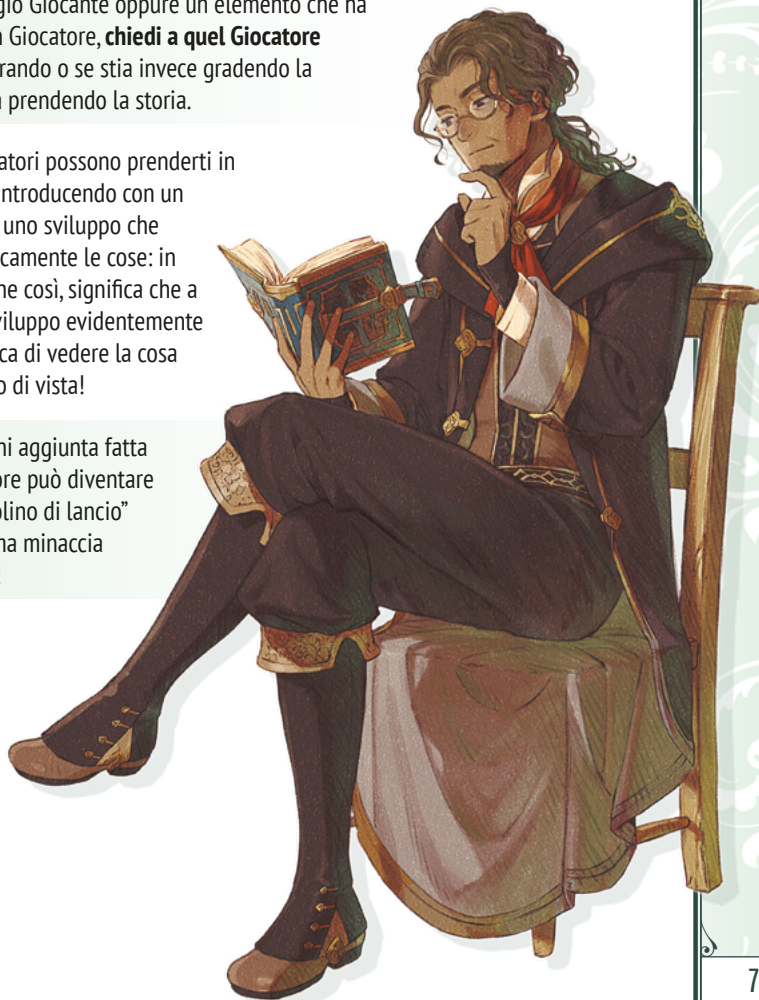 gio Giocante oppure un elemento che ha
Giocatore, chiedi a quel Giocatore
rando o se stia invece gradendo la
prendendo la storia.
atori possono prenderti in
introducendo con un
uno sviluppo che
icamente le cose: in
ne così, significa che a
viluppo evidentemente
ca di vedere la cosa
o di vista!
ni aggiunta fatta
ore può diventare
olino di lancio”
na minaccia
7